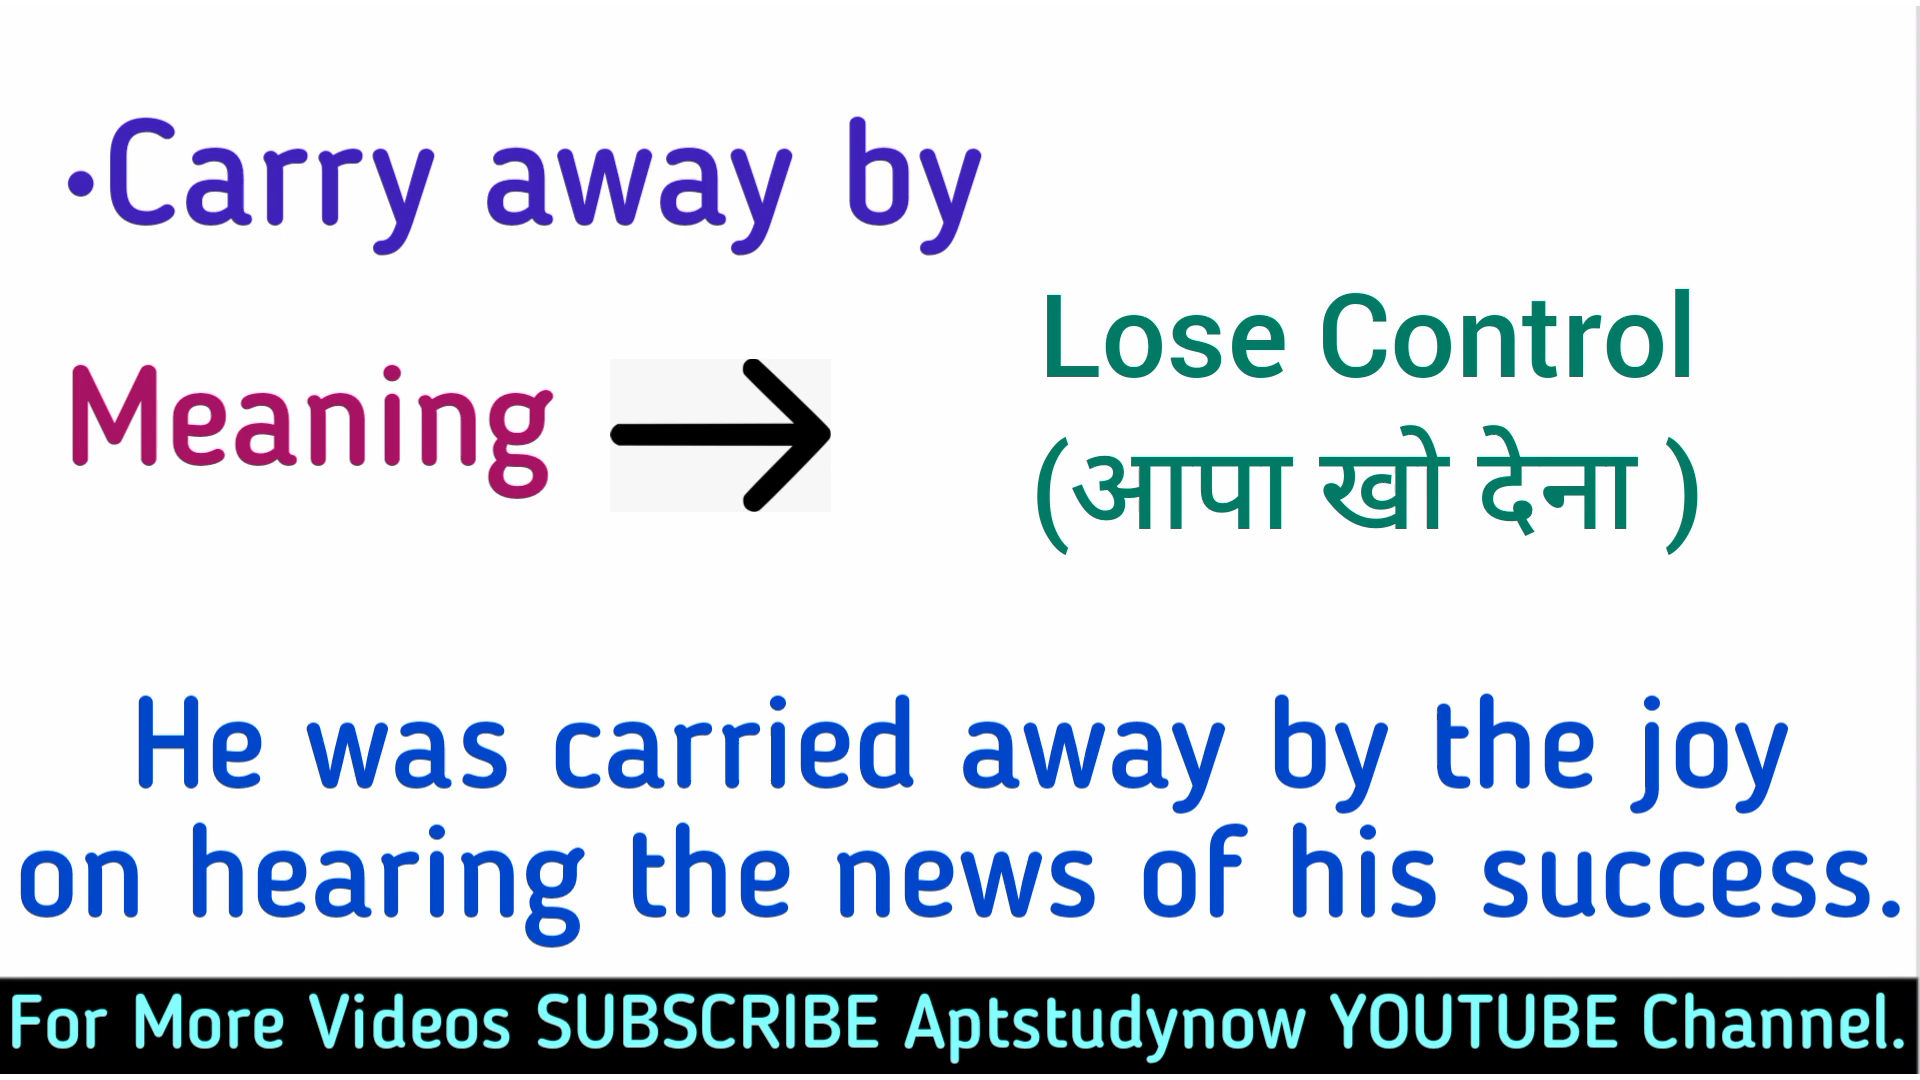 •Carry away by
Meaning
Lose Control
(आपा खो देना )
He was carried away by the joy
on hearing the news of his success.
For More Videos SUBSCRIBE Aptstudynow YOUTUBE Channel.